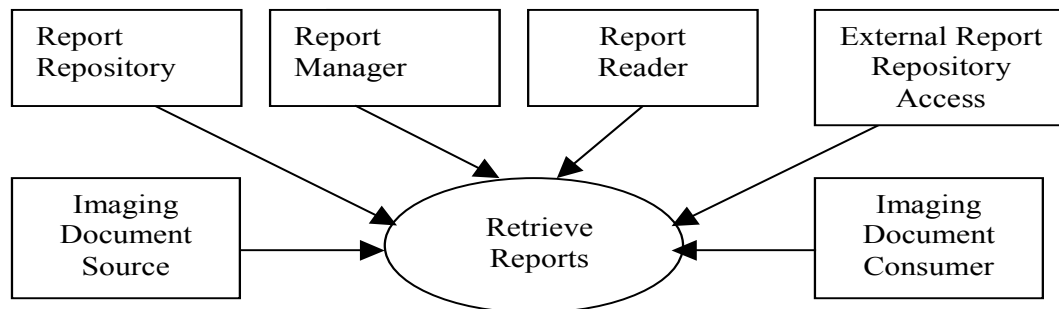 Report
Repository
Report
Manager
Report
Reader
External Report
Repository
Access
Imaging
Document
Source
Retrieve
Reports
Imaging
Document
Consumer